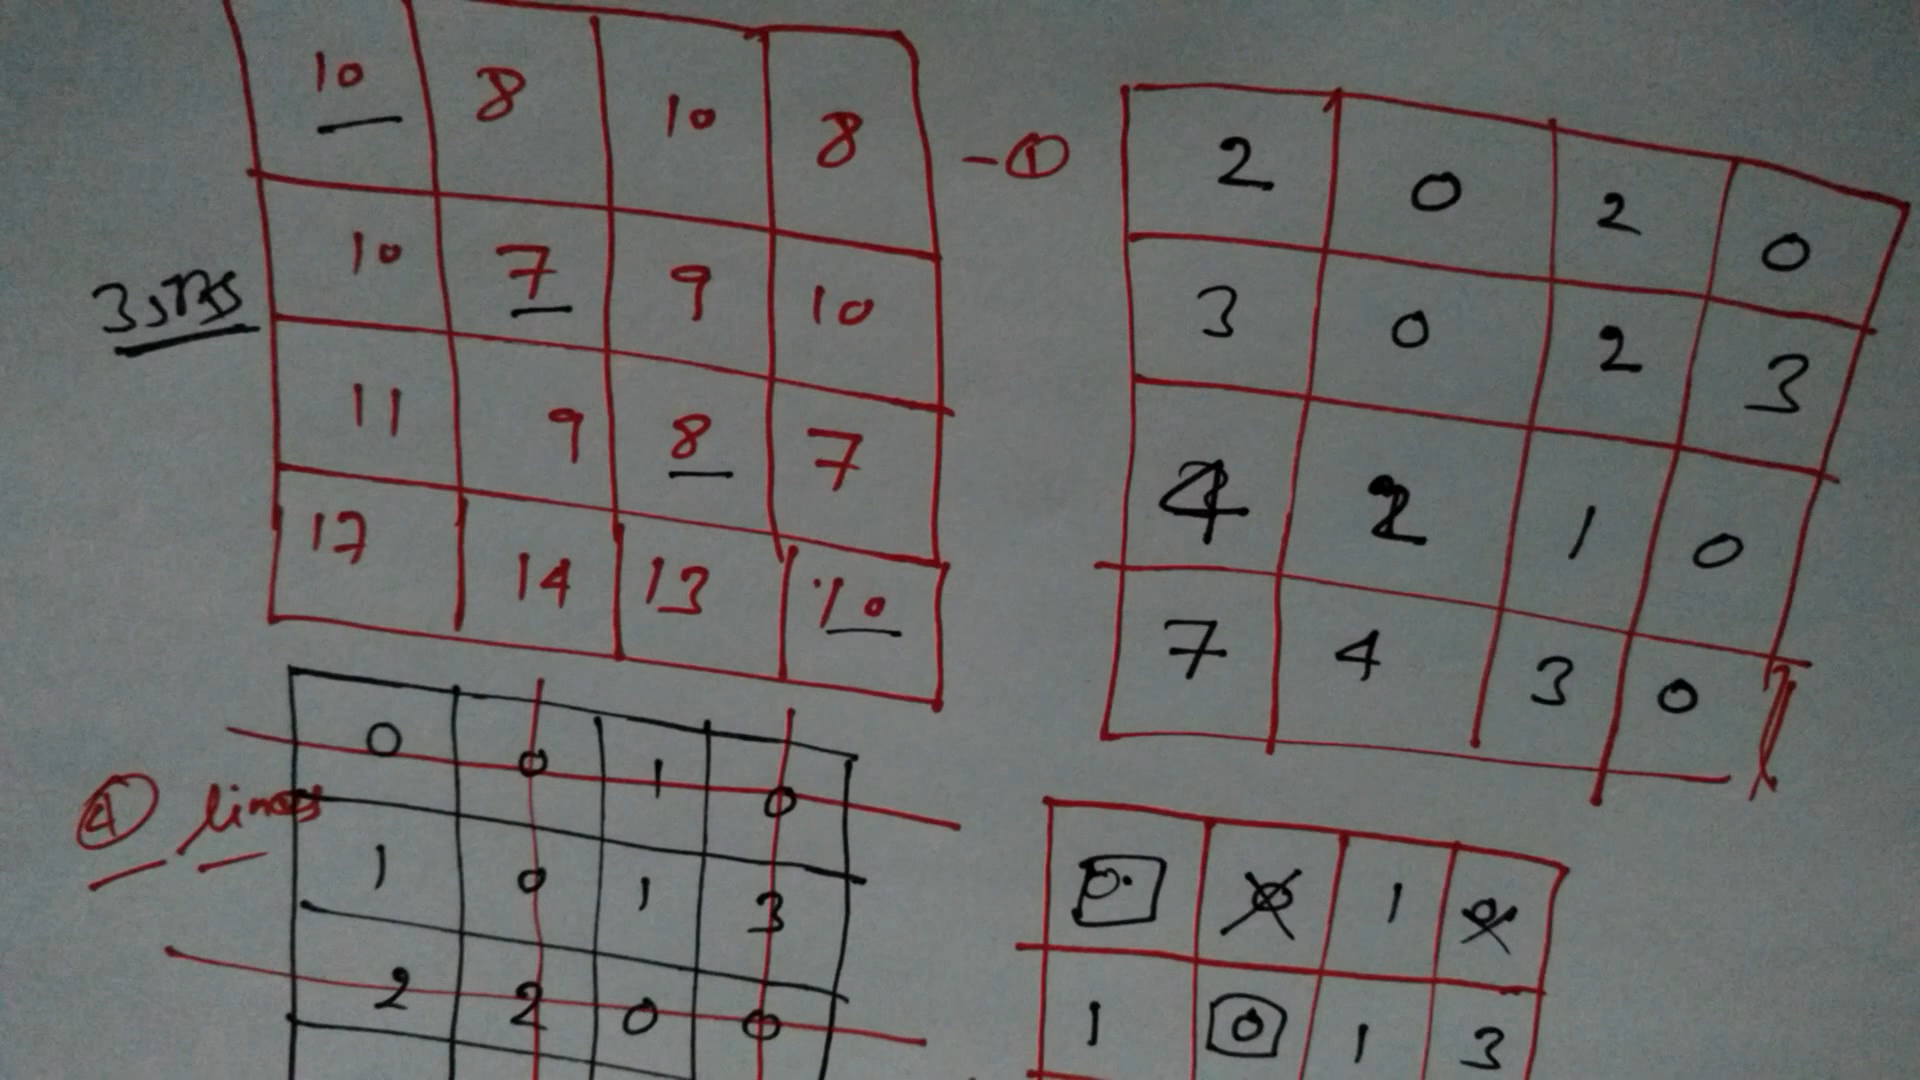 10 8 10 8 - ①
10 7 9 10
11 9 8 7
17 14 13 10
2 0 2 0
3 0 2 3
4 2 1 0
7 4 3 0
④ lines
0 0 1 0
1 0 1 3
2 2 0 0
0 0 1 0
1 0 1 3